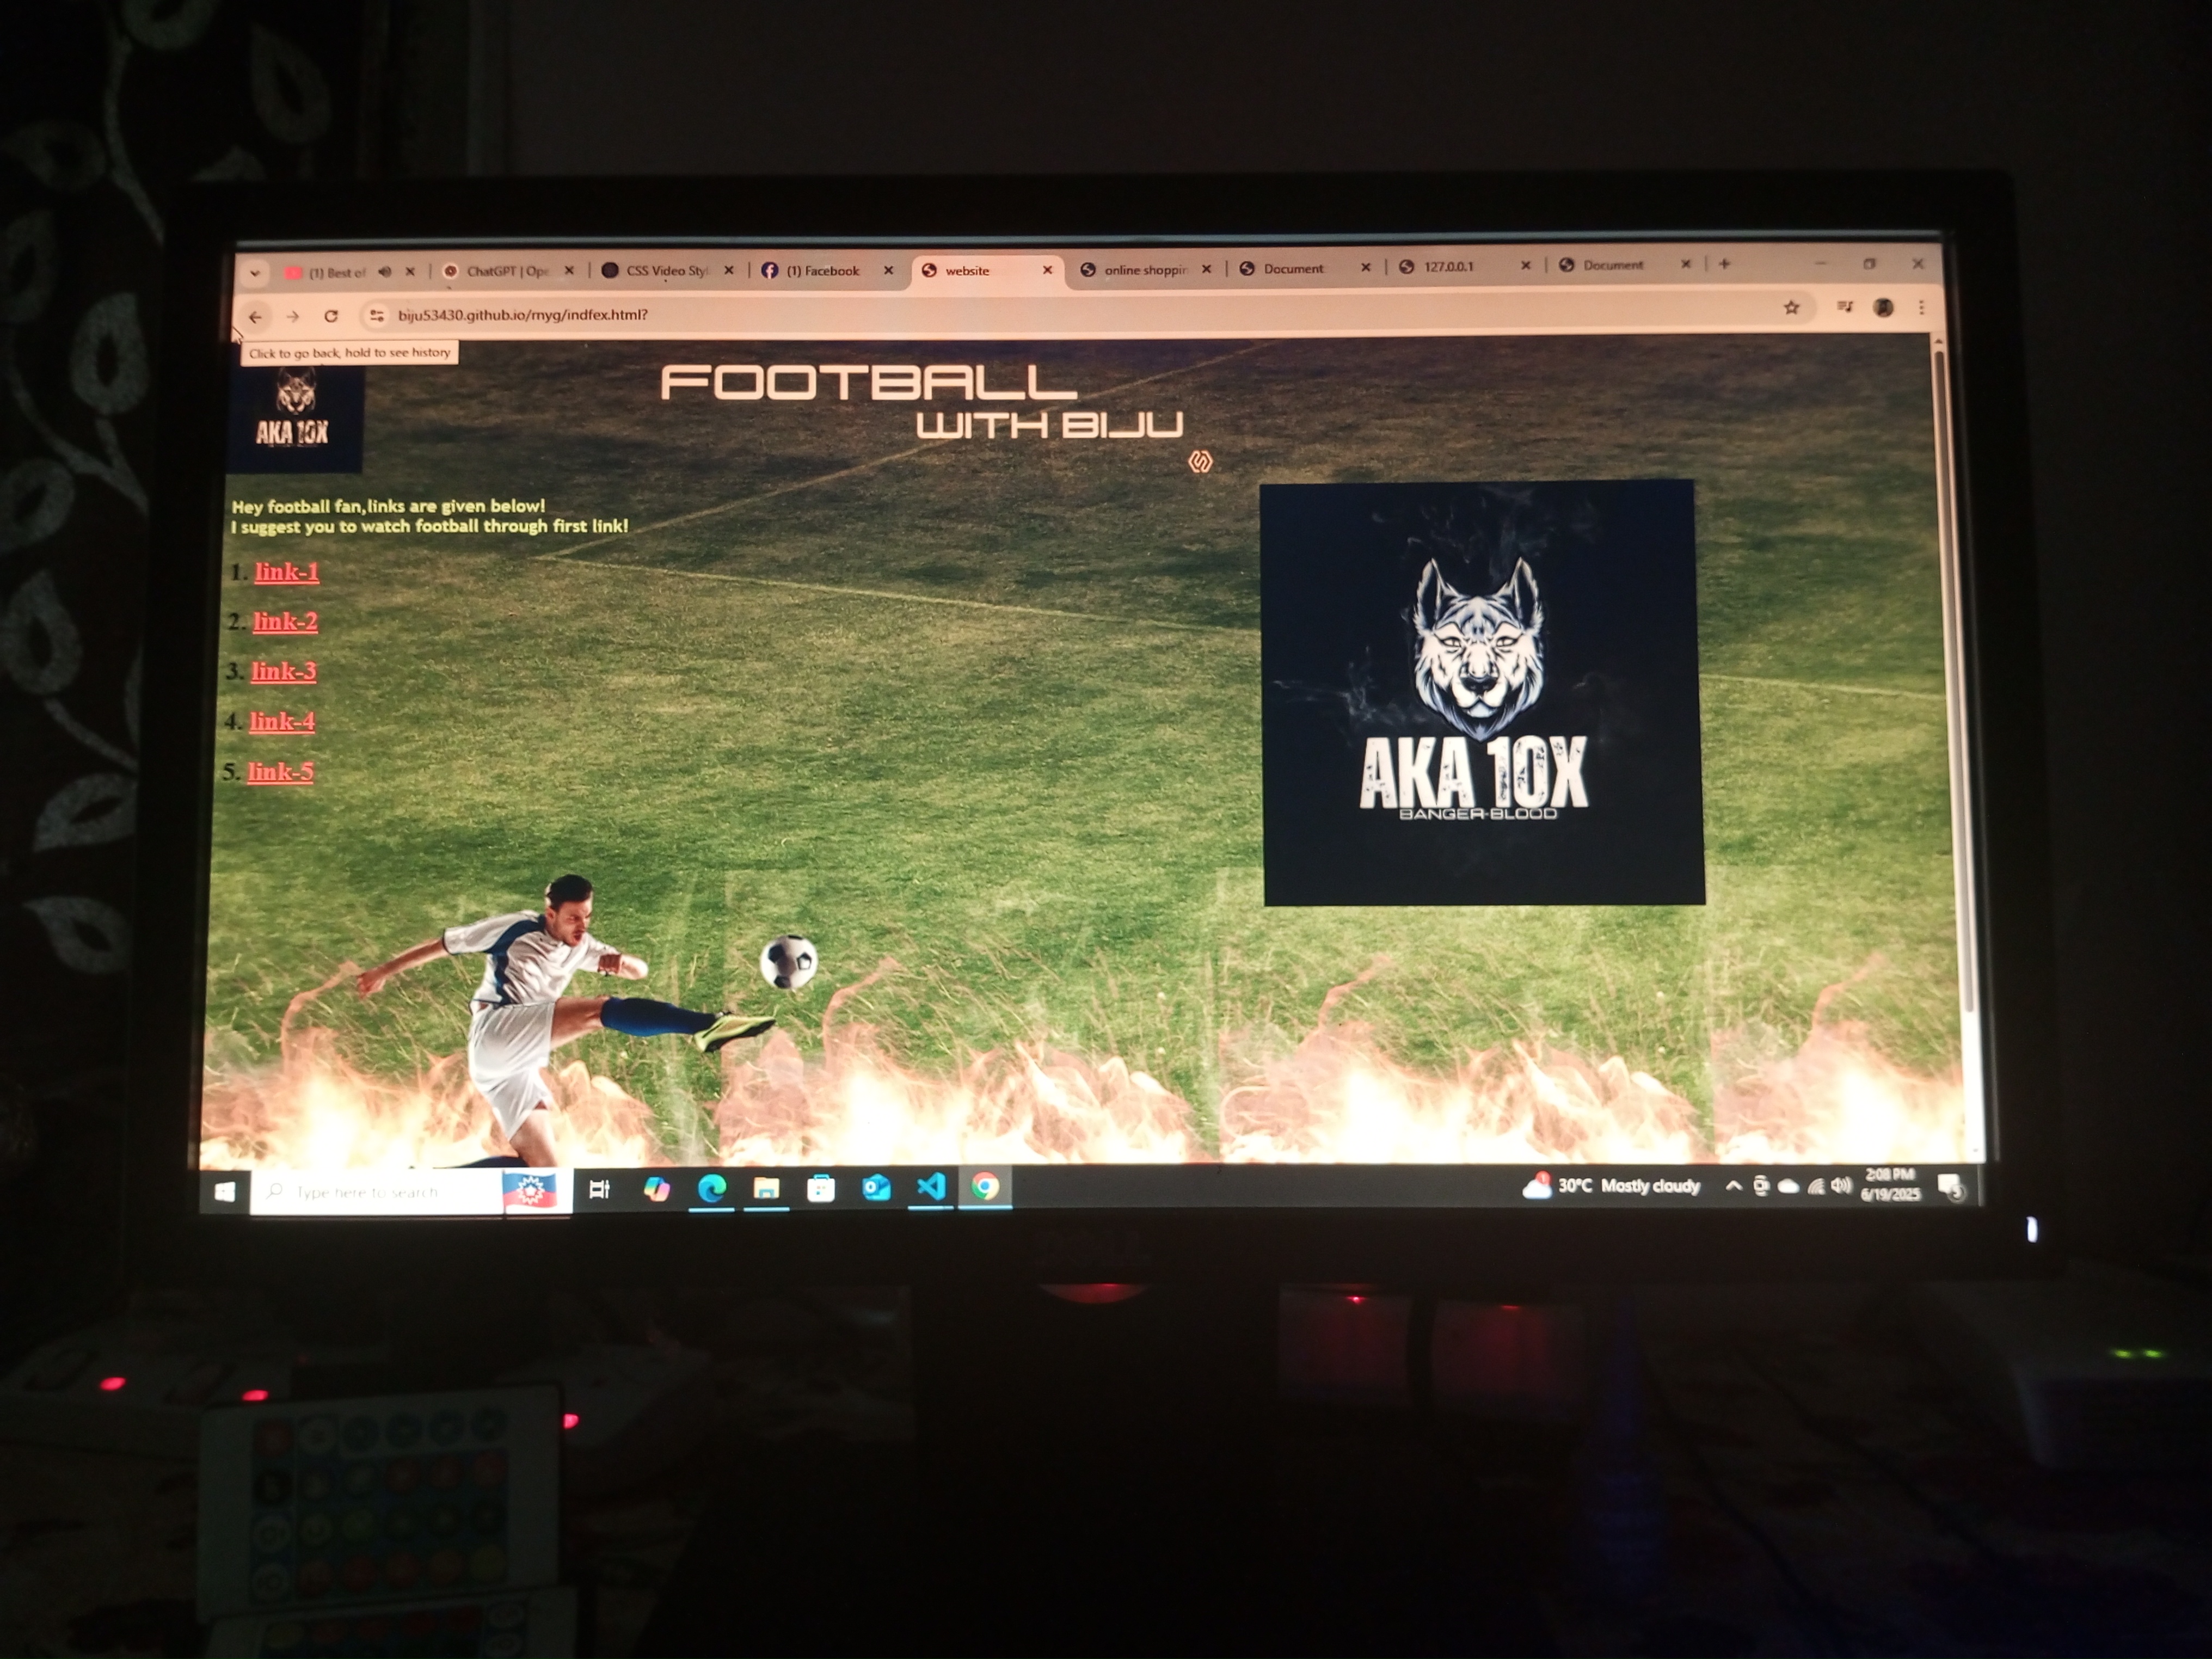 (1) Best of
ChatGPT | Ope
CSS Video Styl
(1) Facebook
website
online shoppin
Document
127.0.0.1
Document
biju53430.github.io/myg/indfex.html?
Click to go back, hold to see history
AKA 10X
FOOTBALL
WITH BIJU
Hey football fan,links are given below!
I suggest you to watch football through first link!
1. link-1
2. link-2
3. link-3
4. link-4
5. link-5
AKA 10X
BANGER-BLOOD
Type here to search
1
30°C Mostly cloudy
2:08 PM
6/19/2025